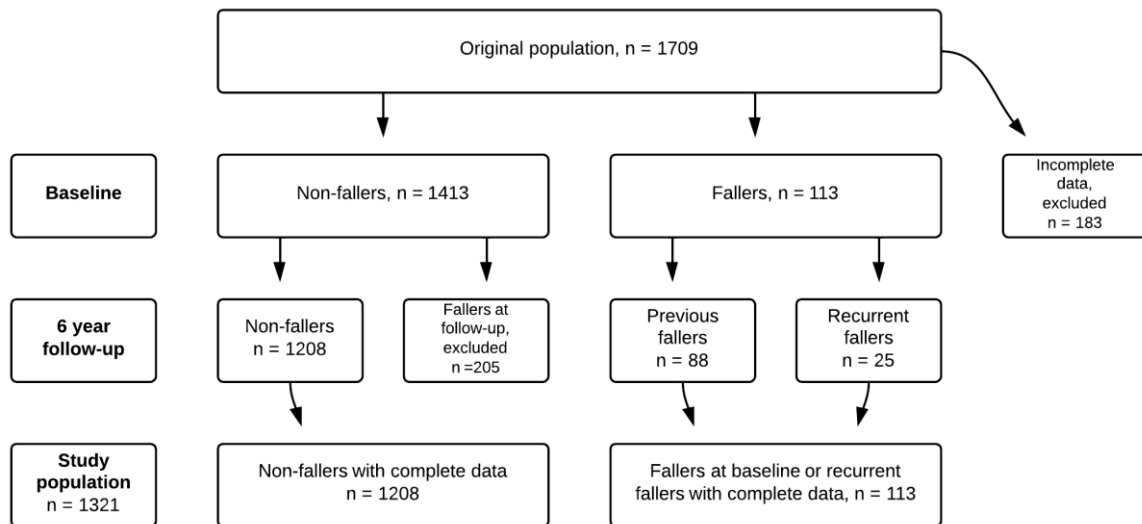 Original population, n = 1709
Baseline
Non-fallers, n = 1413
Fallers, n = 113
Incomplete
data,
excluded
n = 183
6 year
follow-up
Non-fallers
n = 1208
Fallers at
follow-up,
excluded
n =205
Previous
fallers
n = 88
Recurrent
fallers
n = 25
Study
population
n = 1321
Non-fallers with complete data
n = 1208
Fallers at baseline or recurrent
fallers with complete data, n = 113